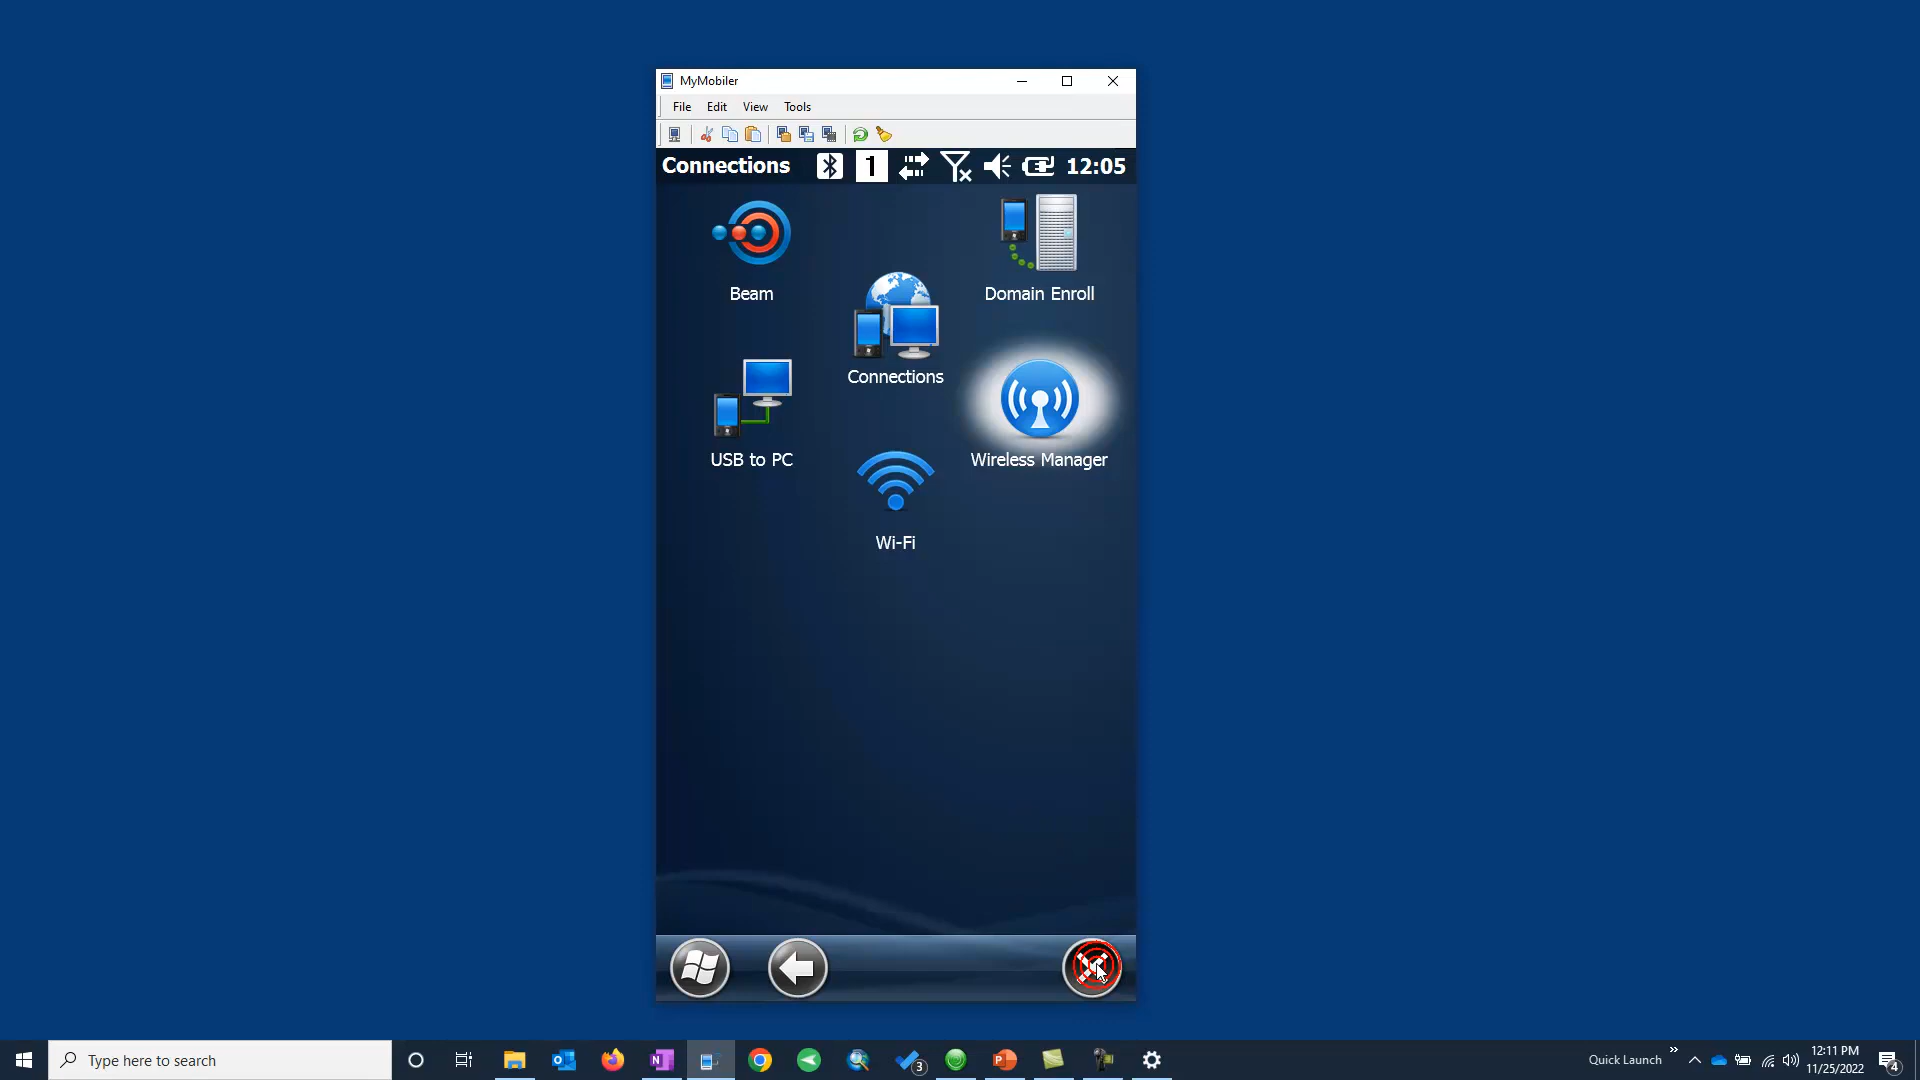 MyMobiler
File Edit View Tools
Connections 1 12:05
Beam
Domain Enroll
Connections
USB to PC
Wireless Manager
Wi-Fi
Type here to search
3
Quick Launch
12:11 PM
11/25/2022
4